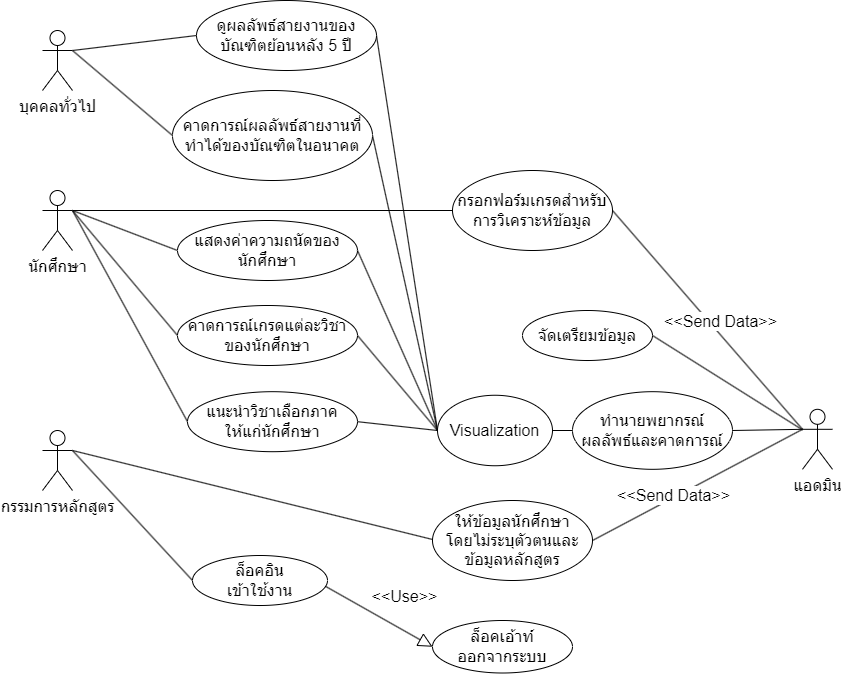 ดูผลลัพธ์สายงานของ
บัณฑิตย้อนหลัง 5 ปี
บุคคลทั่วไป
คาดการณ์ผลลัพธ์สายงานที่
ทำได้ของบัณฑิตในอนาคต
กรอกฟอร์มเกรดสำหรับ
การวิเคราะห์ข้อมูล
นักศึกษา
แสดงค่าความถนัดของ
นักศึกษา
<<Send Data>>
คาดการณ์เกรดแต่ละวิชา
ของนักศึกษา
จัดเตรียมข้อมูล
แนะนำวิชาเลือกภาค
ให้แก่นักศึกษา
Visualization
ทำนายพยากรณ์
ผลลัพธ์และคาดการณ์
แอดมิน
<<Send Data>>
กรรมการหลักสูตร
ให้ข้อมูลนักศึกษา
โดยไม่ระบุตัวตนและ
ข้อมูลหลักสูตร
ล็อคอิน
เข้าใช้งาน
<<Use>>
ล็อคเอ้าท์
ออกจากระบบ